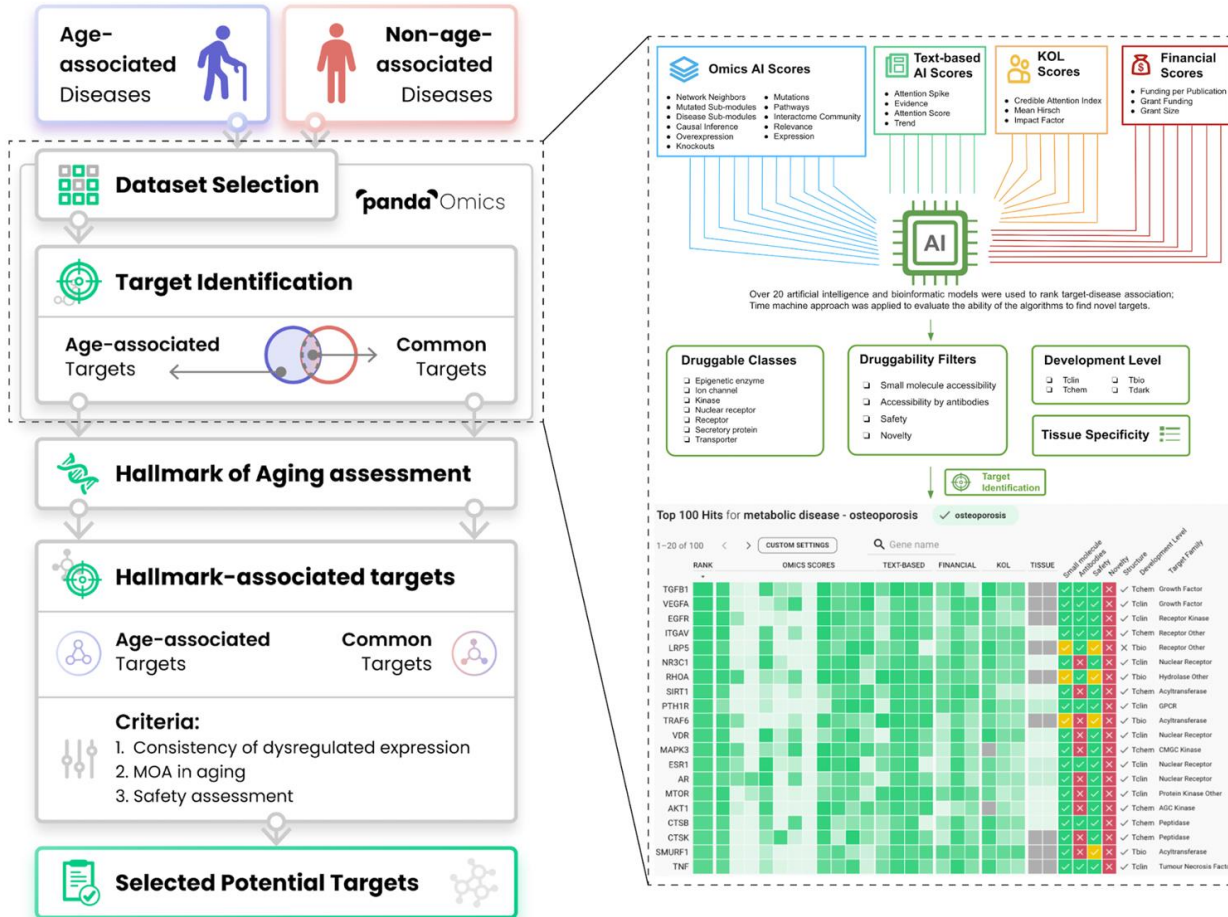 Age-
associated
Diseases
Non-age-
associated
Diseases
Dataset Selection
panda Omics
Target Identification
Age-associated
Targets
Common
Targets
Hallmark of Aging assessment
Hallmark-associated targets
Age-associated
Targets
Common
Targets
Criteria:
1. Consistency of dysregulated expression
2. MOA in aging
3. Safety assessment
Selected Potential Targets
Omics AI Scores
● Network Neighbors
● Mutated Sub-modules
● Disease Sub-modules
● Causal Inference
● Overexpression
● Knockouts
● Mutations
● Pathways
● Interactome Community
● Relevance
● Expression
Text-based
AI Scores
● Attention Spike
● Evidence
● Attention Score
● Trend
KOL
Scores
● Credible Attention Index
● Mean Hirsch
● Impact Factor
Financial
Scores
● Funding per Publication
● Grant Funding
● Grant Size
AI
Over 20 artificial intelligence and bioinformatic models were used to rank target-disease association;
Time machine approach was applied to evaluate the ability of the algorithms to find novel targets.
Druggable Classes
❏ Epigenetic enzyme
❏ Ion channel
❏ Kinase
❏ Nuclear receptor
❏ Receptor
❏ Secretory protein
❏ Transporter
Druggability Filters
❏ Small molecule accessibility
❏ Accessibility by antibodies
❏ Safety
❏ Novelty
Development Level
❏ Tclin ❏ Tbio
❏ Tchem ❏ Tdark
Tissue Specificity
Target
Identification
Top 100 Hits for metabolic disease - osteoporosis ✓ osteoporosis
1–20 of 100 < > CUSTOM SETTINGS Gene name
RANK OMICS SCORES TEXT-BASED FINANCIAL KOL TISSUE Small molecule Antibodies Safety Novelty Structure Development Level Target Family
TGFB1 Tchem Growth Factor
VEGFA Tclin Growth Factor
EGFR Tclin Receptor Kinase
ITGAV Tchem Receptor Other
LRP5 Tbio Receptor Other
NR3C1 Tclin Nuclear Receptor
RHOA Tbio Hydrolase Other
SIRT1 Tchem Acyltransferase
PTH1R Tclin GPCR
TRAF6 Tbio Acyltransferase
VDR Tclin Nuclear Receptor
MAPK3 Tchem CMGC Kinase
ESR1 Tclin Nuclear Receptor
AR Tclin Nuclear Receptor
MTOR Tclin Protein Kinase Other
AKT1 Tchem AGC Kinase
CTSB Tchem Peptidase
CTSK Tchem Peptidase
SMURF1 Tbio Acyltransferase
TNF Tclin Tumour Necrosis Facto